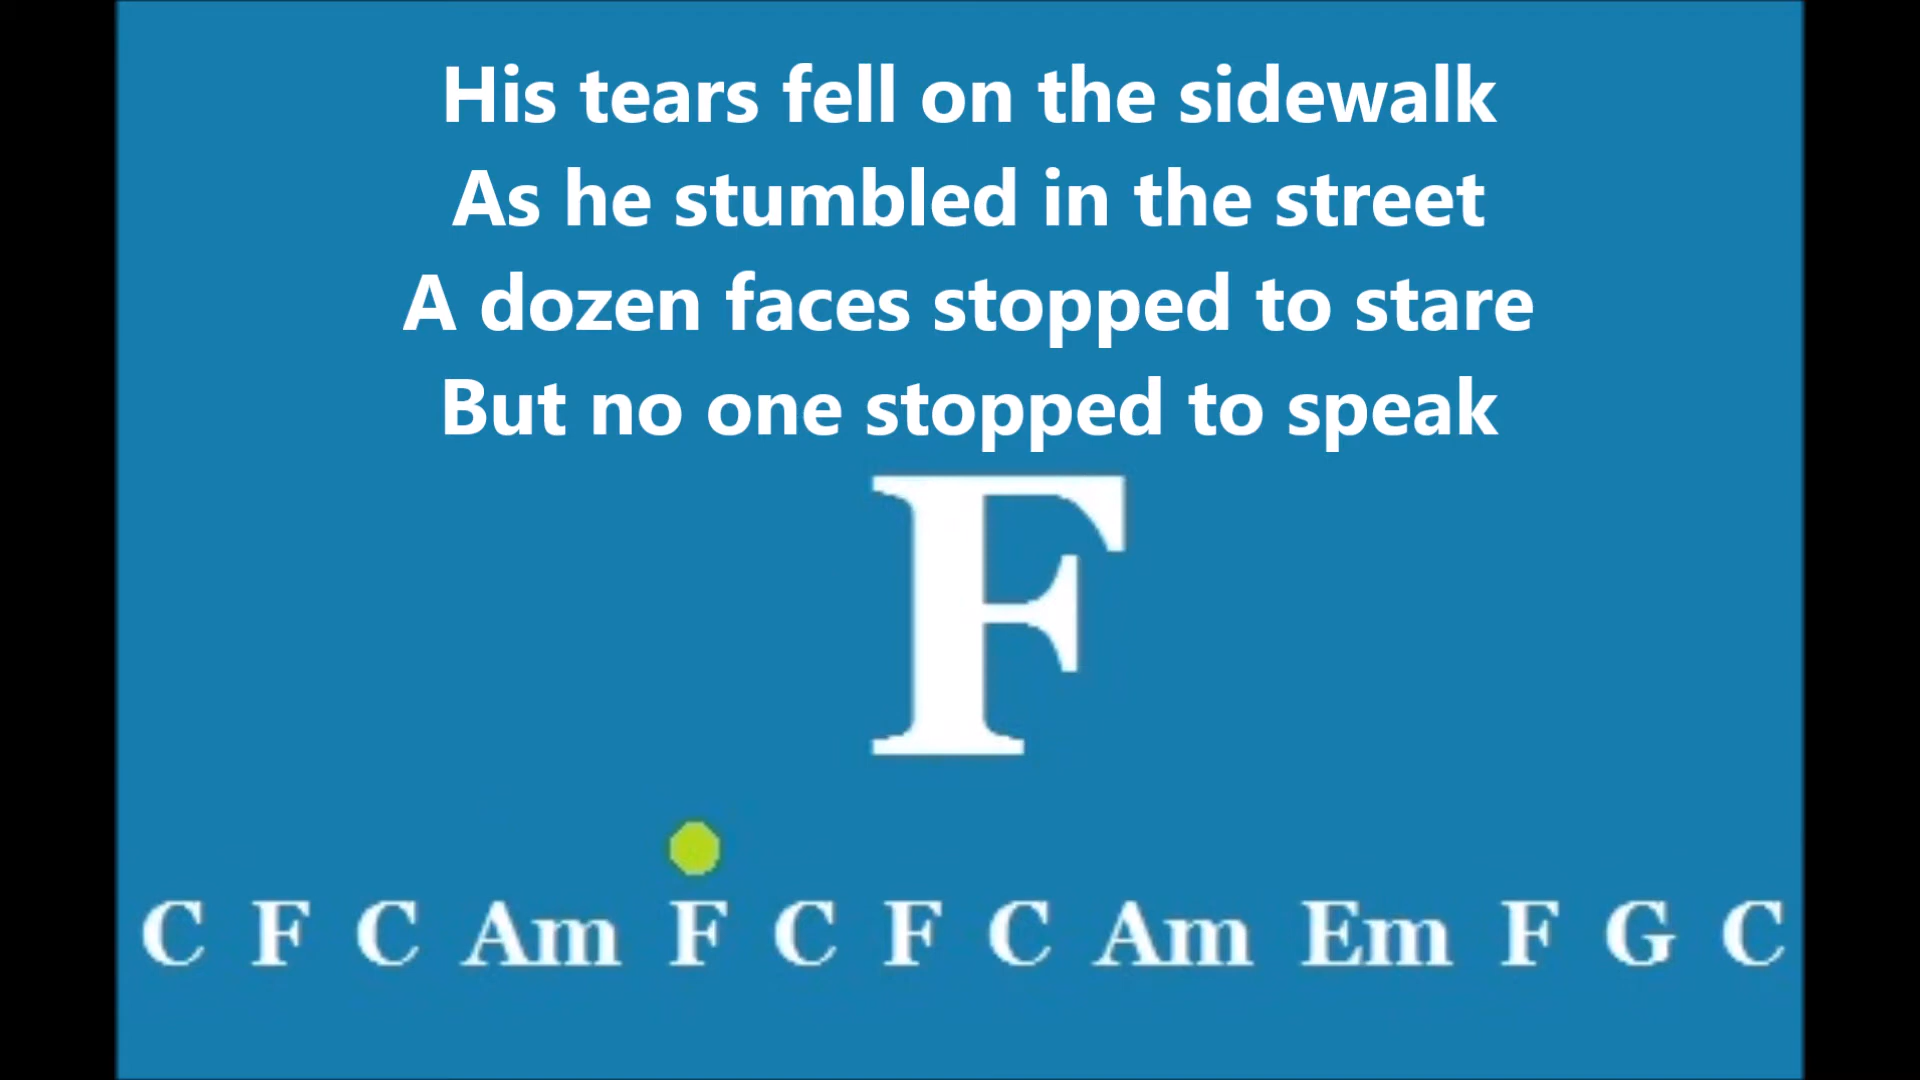 His tears fell on the sidewalk
As he stumbled in the street
A dozen faces stopped to stare
But no one stopped to speak
F
C F C Am F C F C Am Em F G C